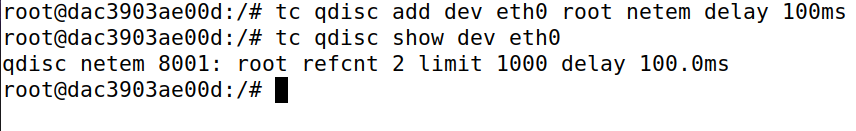 root@dac3903ae00d:/# tc qdisc add dev eth0 root netem delay 100ms
root@dac3903ae00d:/# tc qdisc show dev eth0
qdisc netem 8001: root refcnt 2 limit 1000 delay 100.0ms
root@dac3903ae00d:/#